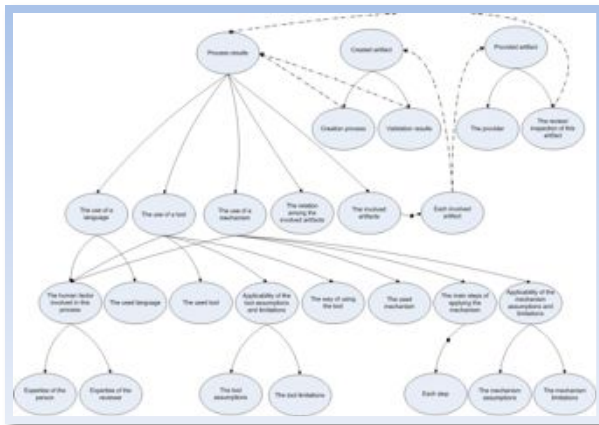 Process results
Created artifact
Provided artifact
Creation process
Validation results
The provider
The revised
inspection of this
artifact
The use of a
language
The use of a tool
The use of a
mechanism
The relation
among the
involved artifacts
The involved
artifacts
Each involved
artifact
The human factor
involved in this
process
The used language
The used tool
Applicability of the
tool assumptions
and limitations
The way of using
the tool
The used
mechanism
The main steps of
applying the
mechanism
Applicability of the
mechanism
assumptions and
limitations
Expertise of the
person
Expertise of the
reviewer
The tool
assumptions
The tool limitations
Each step
The mechanism
assumptions
The mechanism
limitations